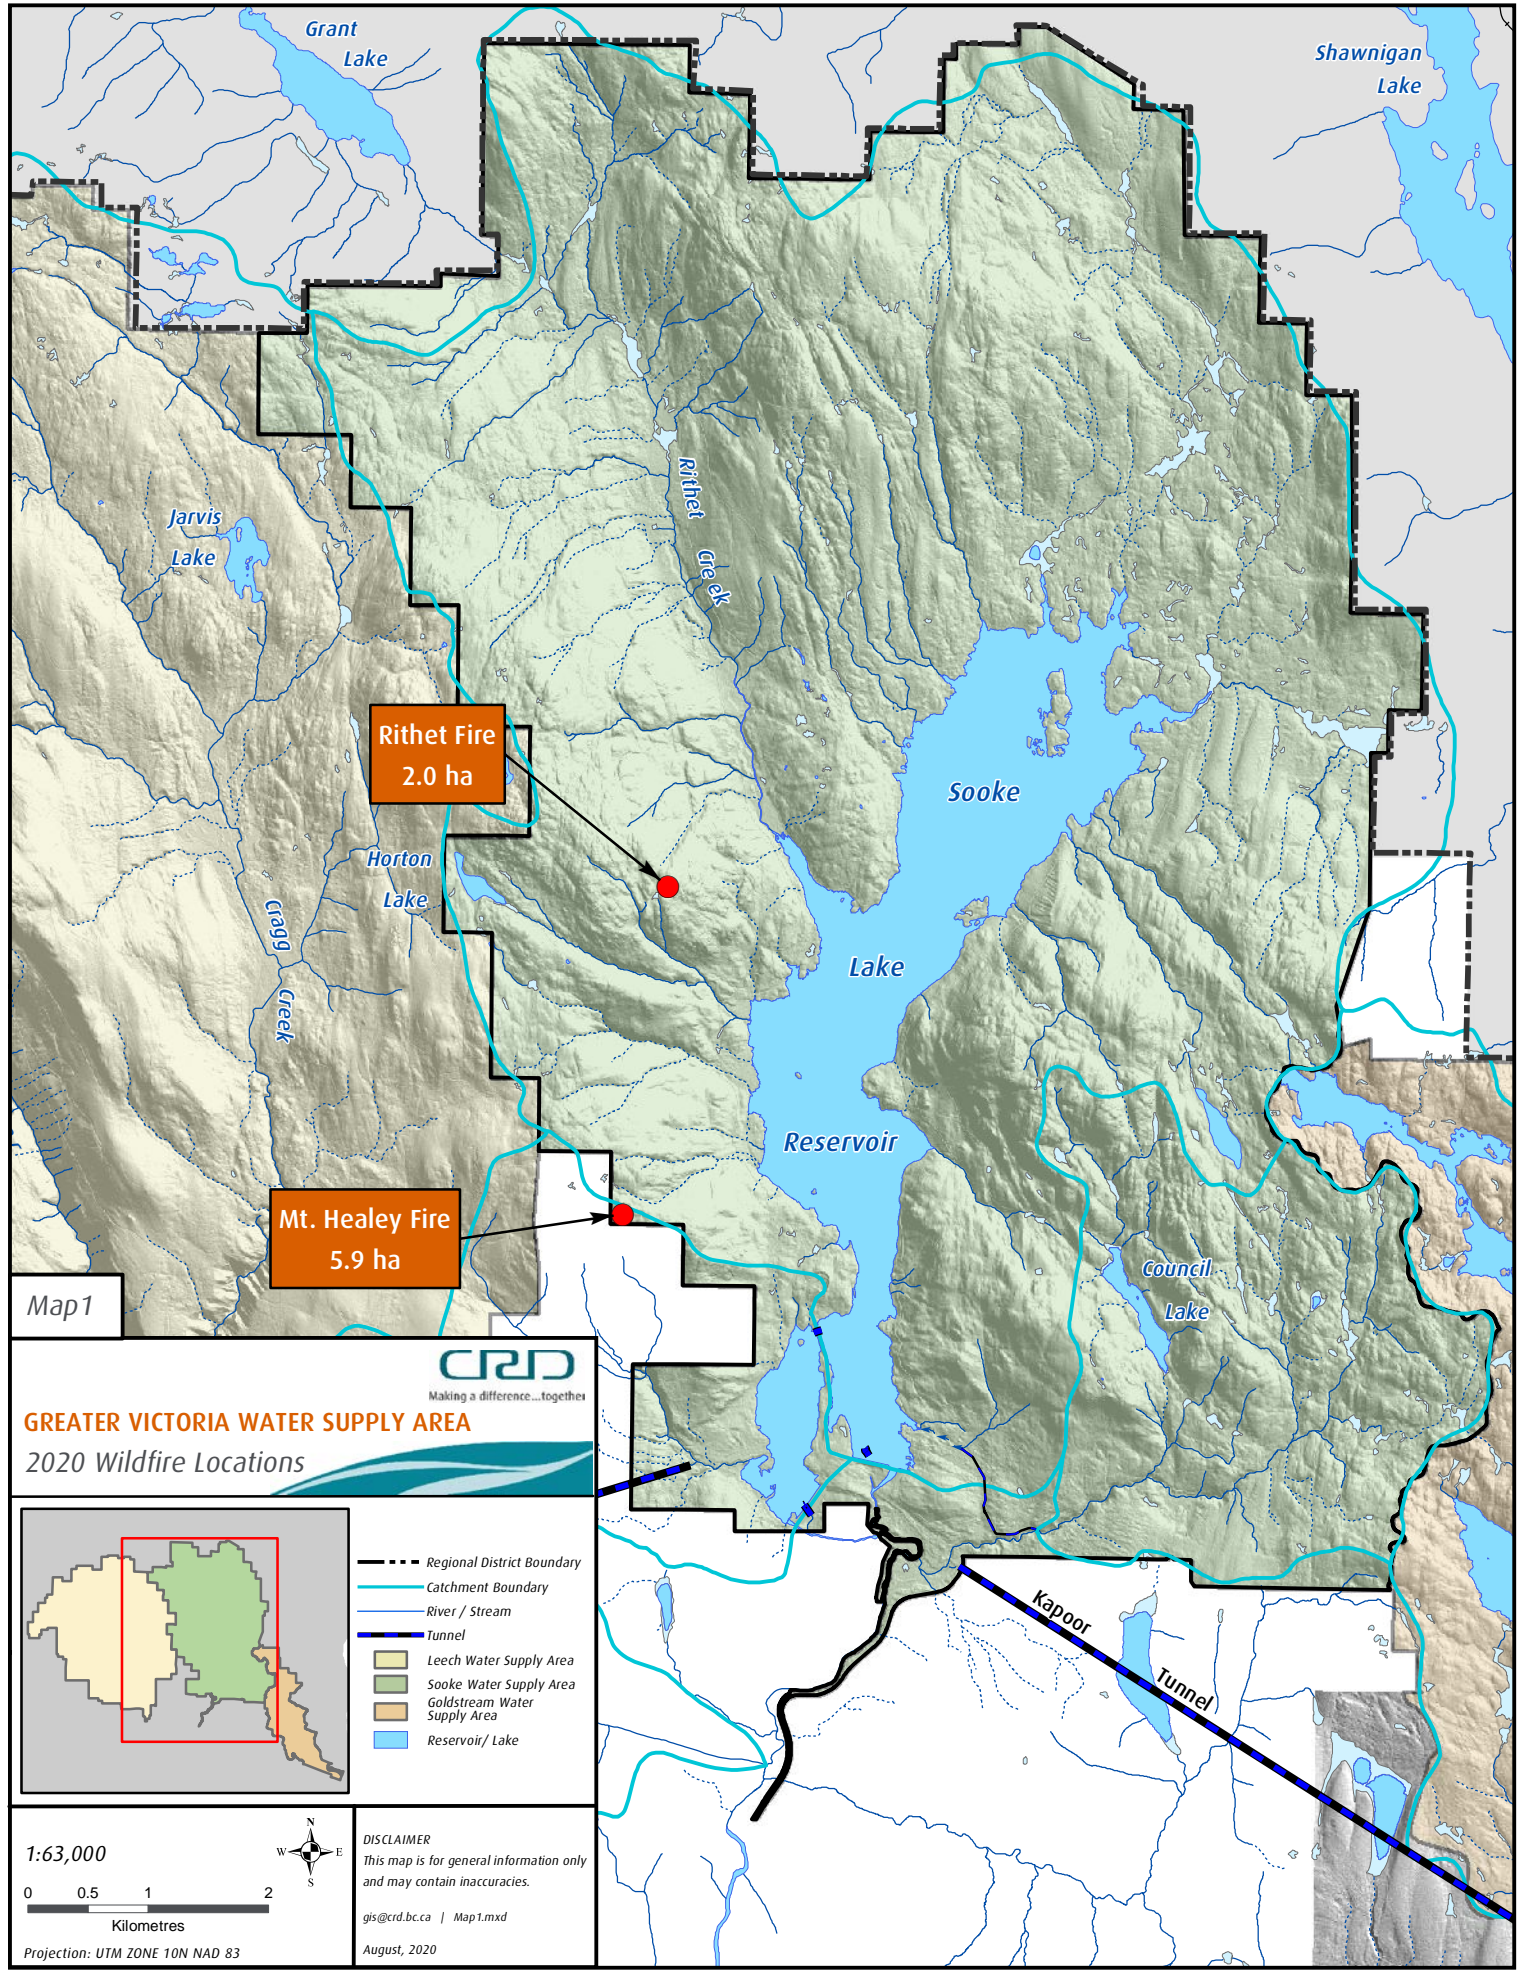 Grant
Lake
Shawnigan
Lake
Rithet
Creek
Jarvis
Lake
Rithet Fire
2.0 ha
Sooke
Lake
Reservoir
Horton
Lake
Cragg
Creek
Mt. Healey Fire
5.9 ha
Council
Lake
Kapoor
Tunnel
Map1
CRD
Making a difference...together
GREATER VICTORIA WATER SUPPLY AREA
2020 Wildfire Locations
Regional District Boundary
Catchment Boundary
River / Stream
Tunnel
Leech Water Supply Area
Sooke Water Supply Area
Goldstream Water
Supply Area
Reservoir/ Lake
1:63,000
N
W E
S
0 0.5 1 2
Kilometres
Projection: UTM ZONE 10N NAD 83
DISCLAIMER
This map is for general information only
and may contain inaccuracies.
gis@crd.bc.ca | Map1.mxd
August, 2020